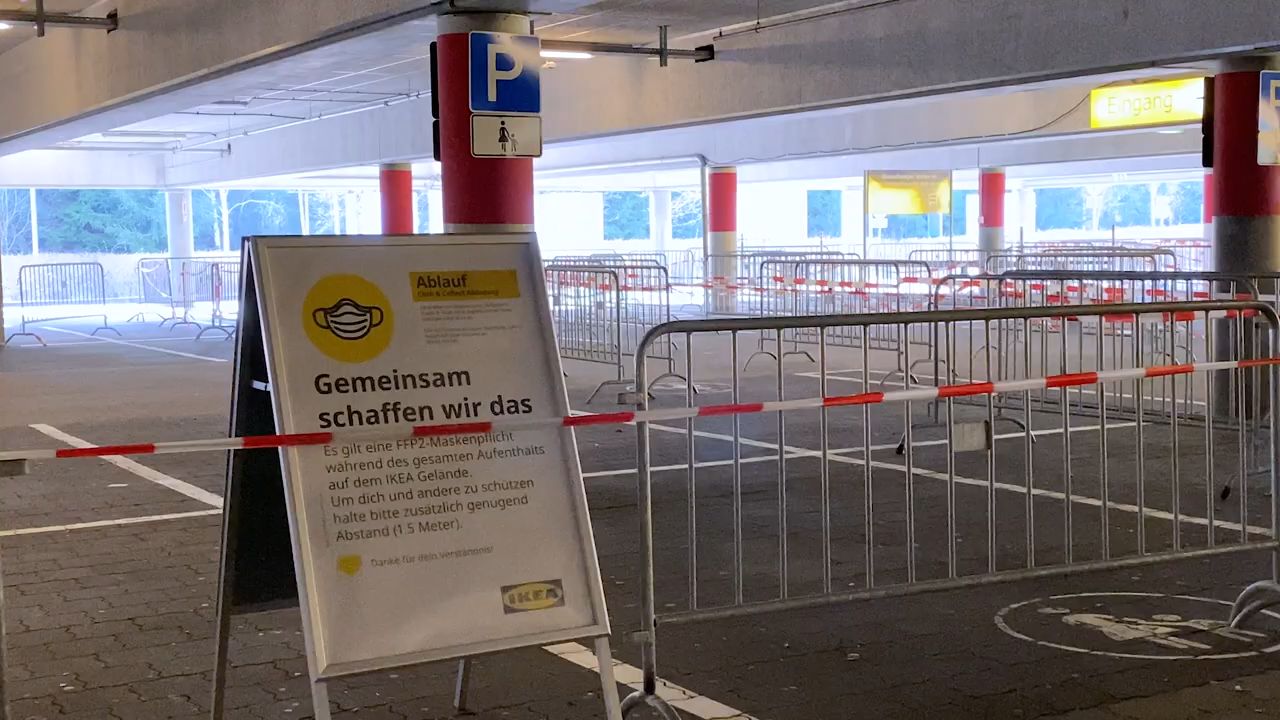 P
Eingang
Ablauf
Click & Collect Abholung
Gemeinsam
schaffen wir das
Es gilt eine FFP2-Maskenpflicht
während des gesamten Aufenthalts
auf dem IKEA Gelände.
Um dich und andere zu schützen
halte bitte zusätzlich genügend
Abstand (1.5 Meter).
Danke für dein Verständnis!
IKEA